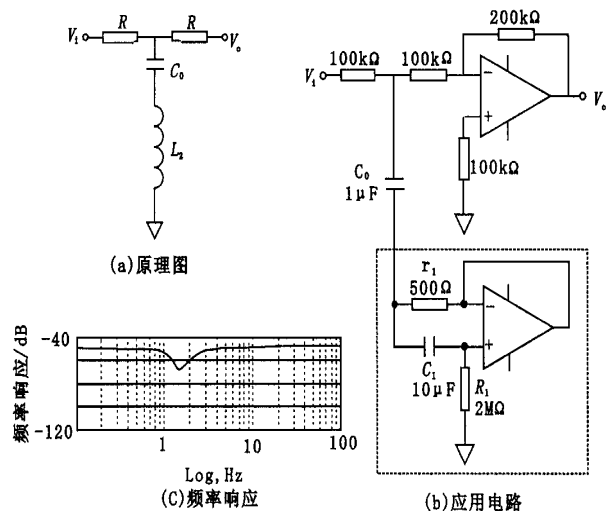 R
R
V₁
Vₒ
C₀
L₂
(a)原理图
200kΩ
100kΩ
100kΩ
V₁
−
+
Vₒ
100kΩ
C₀
1μF
r₁
500Ω
−
+
C₁
10μF
R₁
2MΩ
(b)应用电路
频率响应/dB
-40
-120
1
10
100
Log,Hz
(C)频率响应